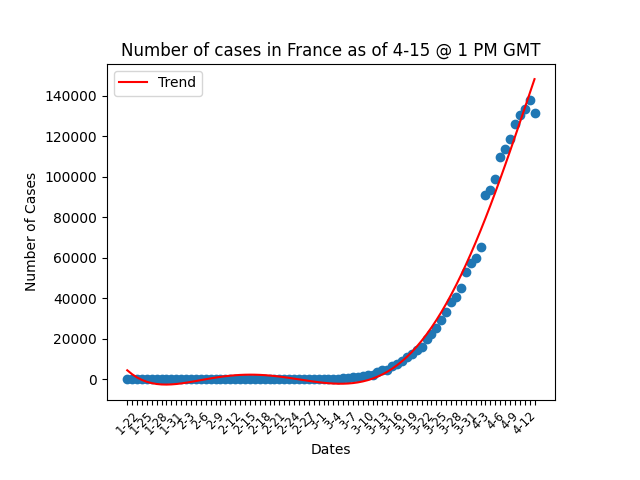 Number of cases in France as of 4-15 @ 1 PM GMT
Trend
Number of Cases
140000
120000
100000
80000
60000
40000
20000
0
1-22 1-25 1-28 1-31 2-3 2-6 2-9 2-12 2-15 2-18 2-21 2-24 2-27 3-1 3-4 3-7 3-10 3-13 3-16 3-19 3-22 3-25 3-28 3-31 4-3 4-6 4-9 4-12
Dates